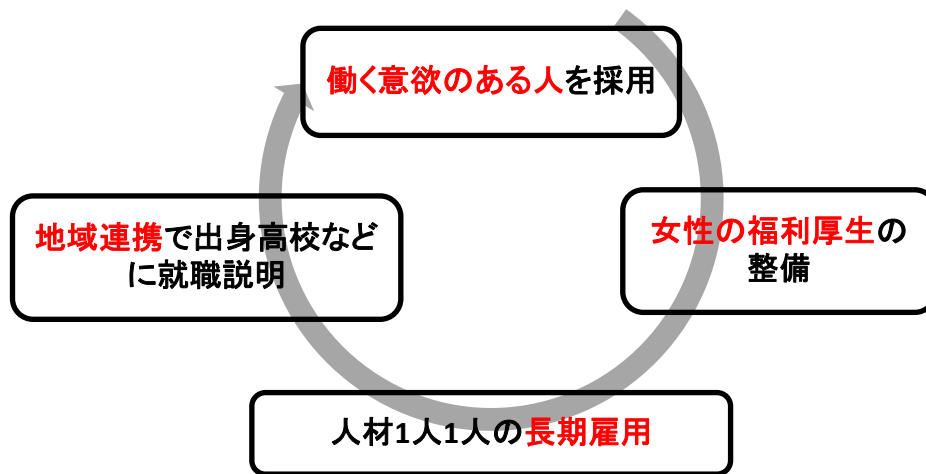 働く意欲のある人を採用
女性の福利厚生の
整備
人材1人1人の長期雇用
地域連携で出身高校など
に就職説明